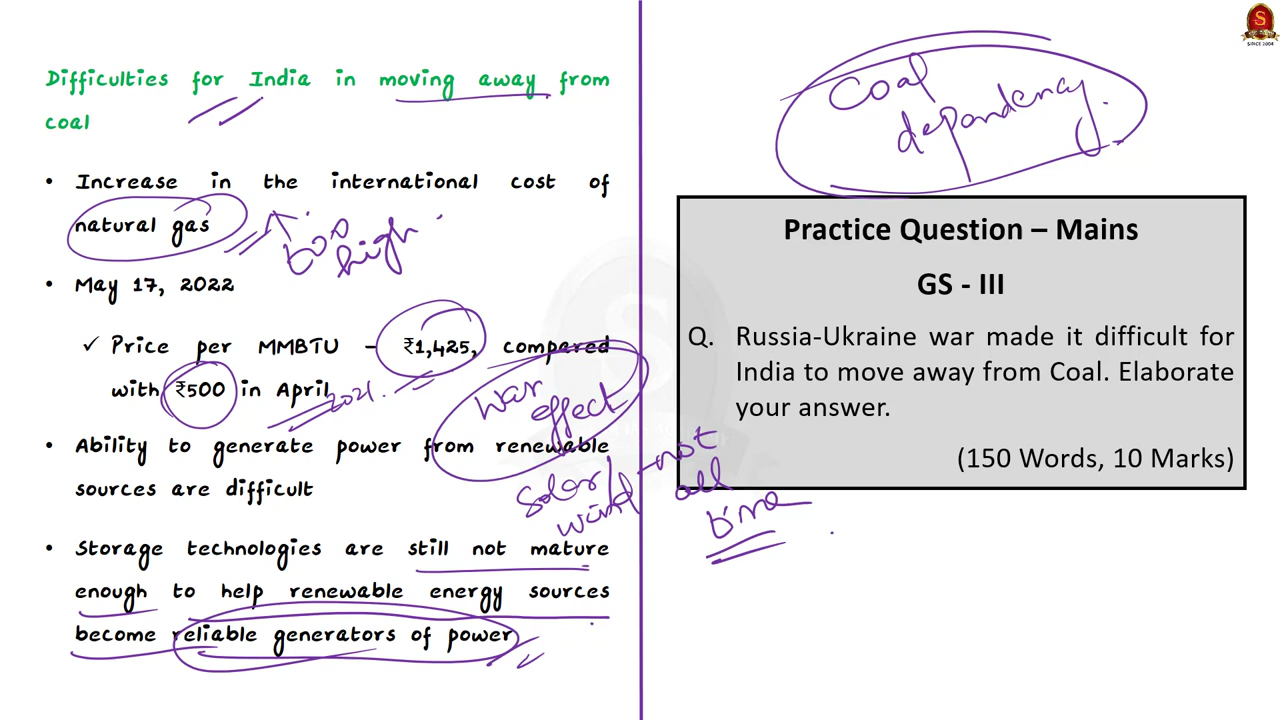 Difficulties for India in moving away from
coal
• Increase in the international cost of
natural gas
too
high
• May 17, 2022
✓ Price per MMBTU - ₹1,425, compared
with ₹500 in April
2021.
war
effect
• Ability to generate power from renewable
sources are difficult
Solar/
wind
-not
all
time
• Storage technologies are still not mature
enough to help renewable energy sources
become reliable generators of power
Coal
dependency.
Practice Question – Mains
GS - III
Q. Russia-Ukraine war made it difficult for
India to move away from Coal. Elaborate
your answer.
(150 Words, 10 Marks)
S
SINCE 2004